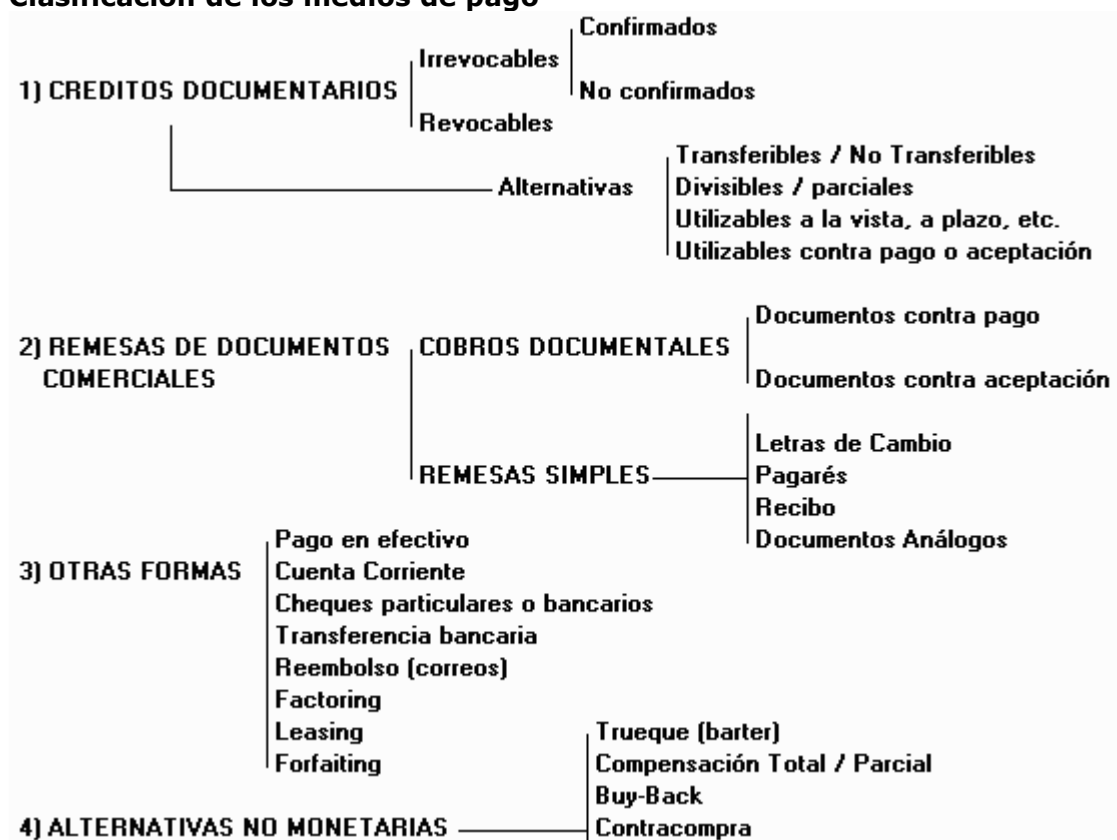 Clasificación de los medios de pago
Confirmados
Irrevocables
1) CREDITOS DOCUMENTARIOS
No confirmados
Revocables
Transferibles / No Transferibles
Alternativas
Divisibles / parciales
Utilizables a la vista, a plazo, etc.
Utilizables contra pago o aceptación
Documentos contra pago
2) REMESAS DE DOCUMENTOS
COMERCIALES
COBROS DOCUMENTALES
Documentos contra aceptación
Letras de Cambio
REMESAS SIMPLES
Pagarés
Recibo
Documentos Análogos
Pago en efectivo
3) OTRAS FORMAS
Cuenta Corriente
Cheques particulares o bancarios
Transferencia bancaria
Reembolso (correos)
Factoring
Leasing
Forfaiting
Trueque (barter)
Compensación Total / Parcial
Buy-Back
4) ALTERNATIVAS NO MONETARIAS
Contracompra